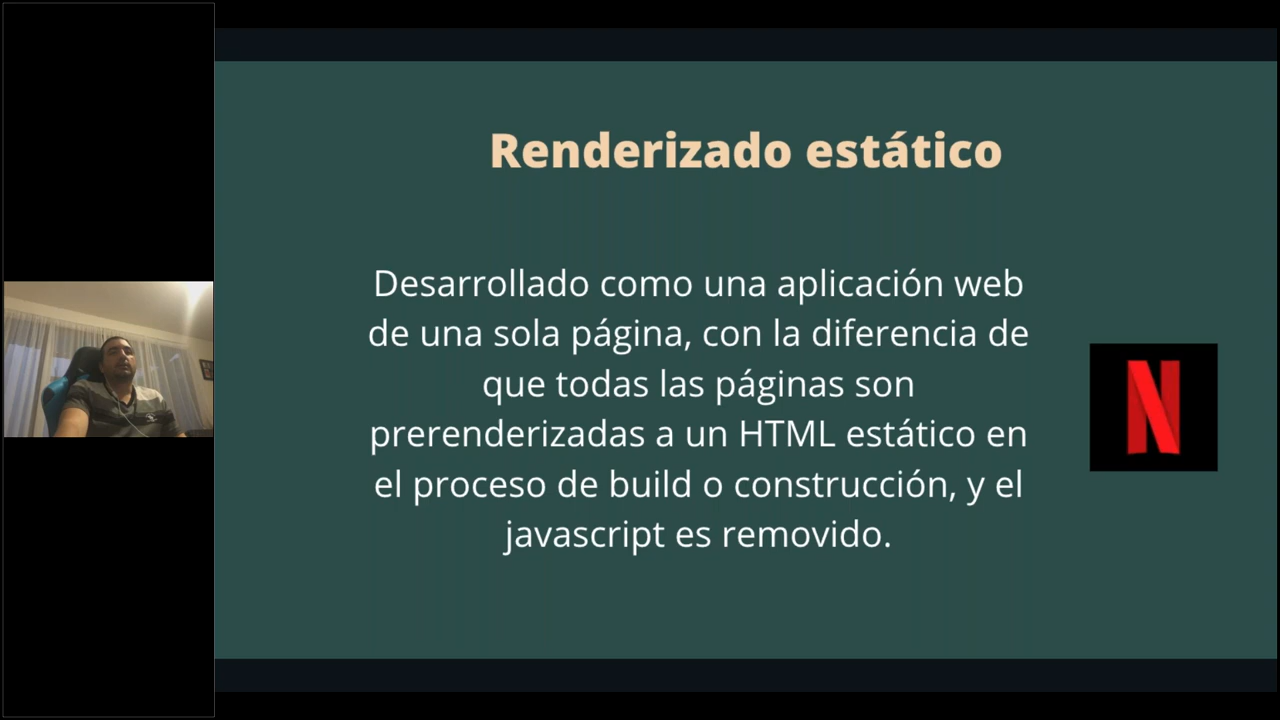 Renderizado estático
Desarrollado como una aplicación web
de una sola página, con la diferencia de
que todas las páginas son
prerenderizadas a un HTML estático en
el proceso de build o construcción, y el
javascript es removido.
N